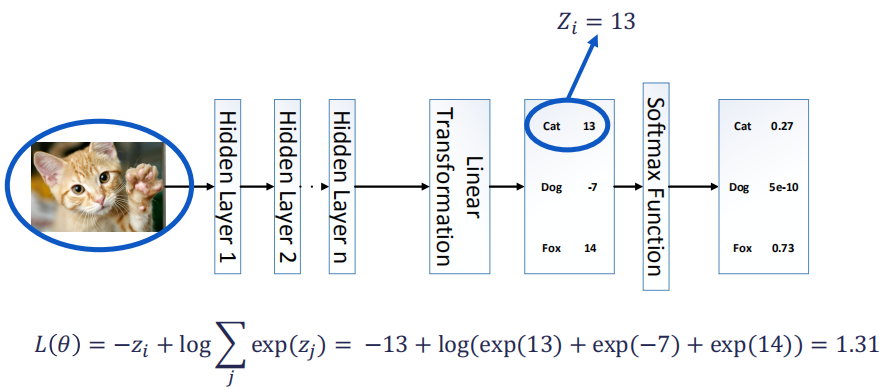 Z_i = 13
Hidden Layer 1
Hidden Layer 2
. .
Hidden Layer n
Linear
Transformation
Cat 13
Dog -7
Fox 14
Softmax Function
Cat 0.27
Dog 5e-10
Fox 0.73
L(θ) = −z_i + log ∑_j exp(z_j) = −13 + log(exp(13) + exp(−7) + exp(14)) = 1.31